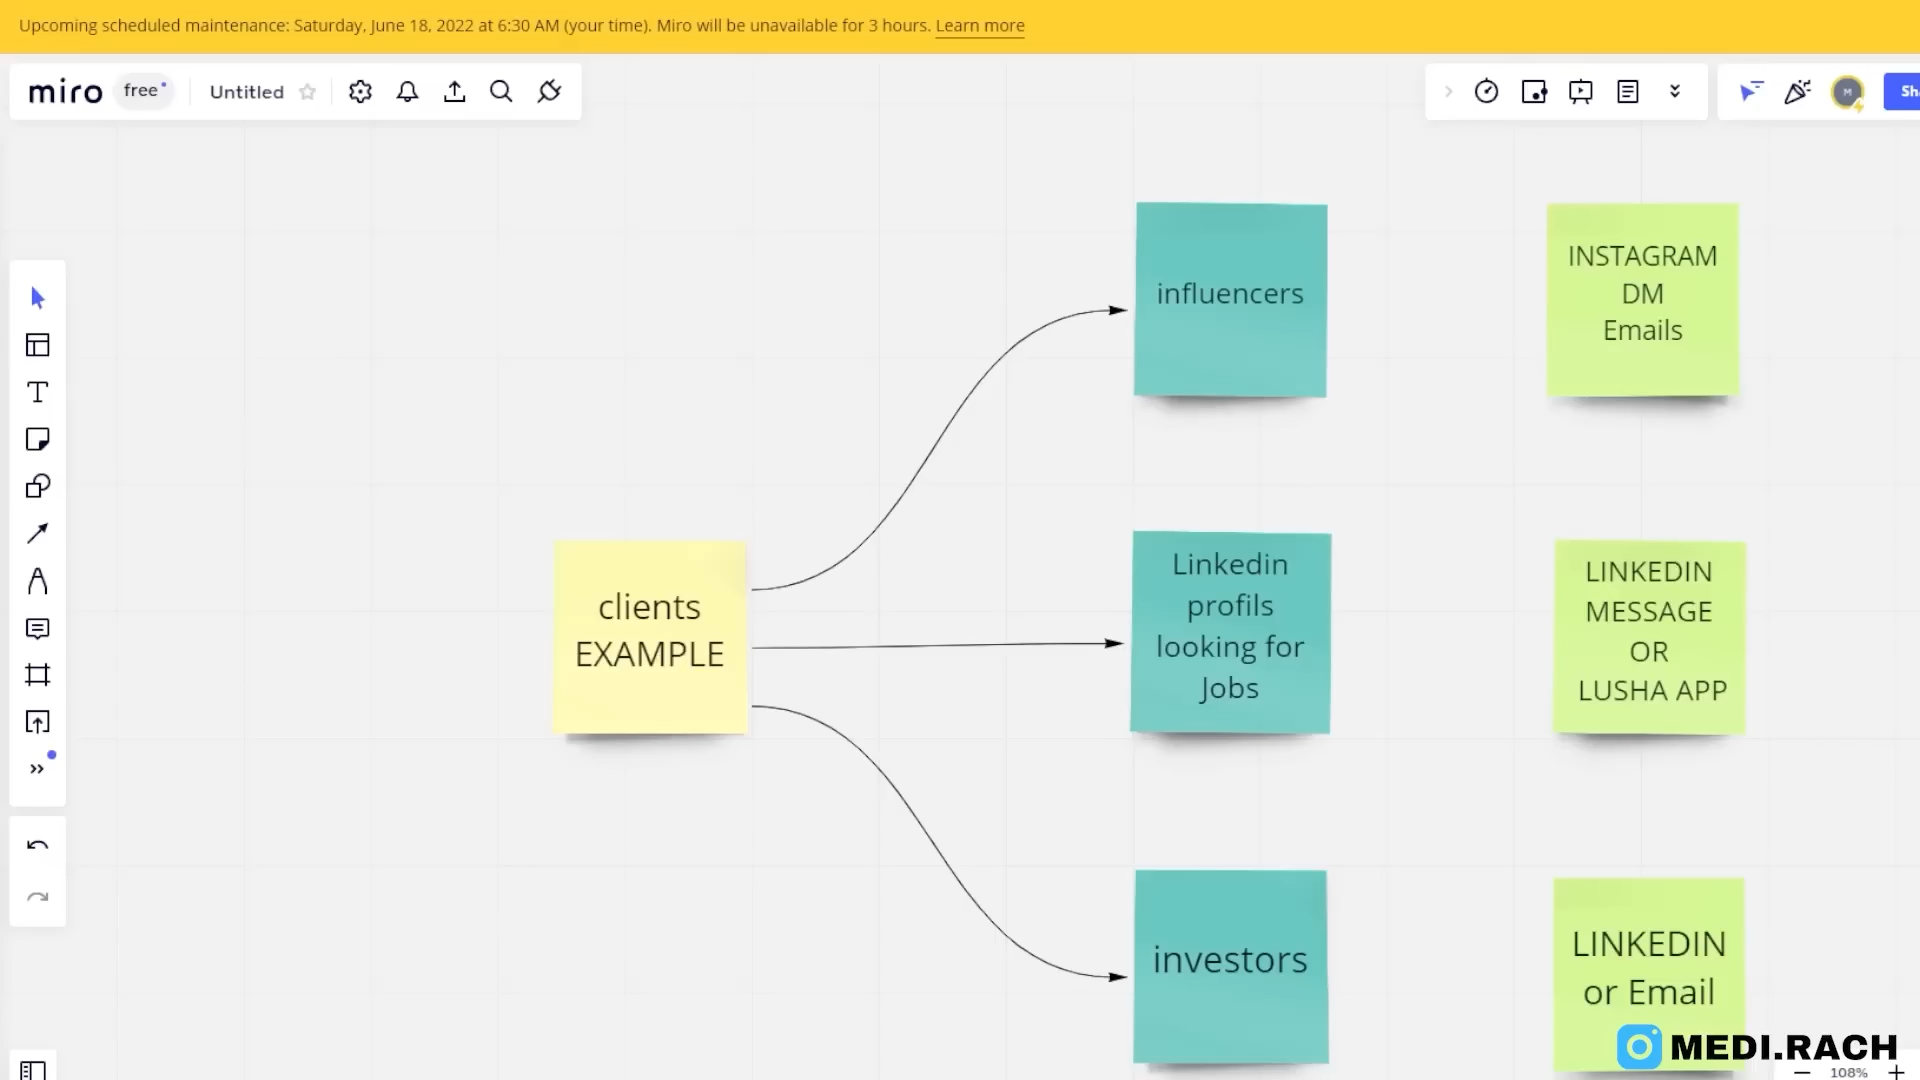 Upcoming scheduled maintenance: Saturday, June 18, 2022 at 6:30 AM (your time). Miro will be unavailable for 3 hours. Learn more
miro free Untitled
Sh
influencers
INSTAGRAM
DM
Emails
clients
EXAMPLE
Linkedin
profils
looking for
Jobs
LINKEDIN
MESSAGE
OR
LUSHA APP
investors
LINKEDIN
or Email
MEDI.RACH
108%